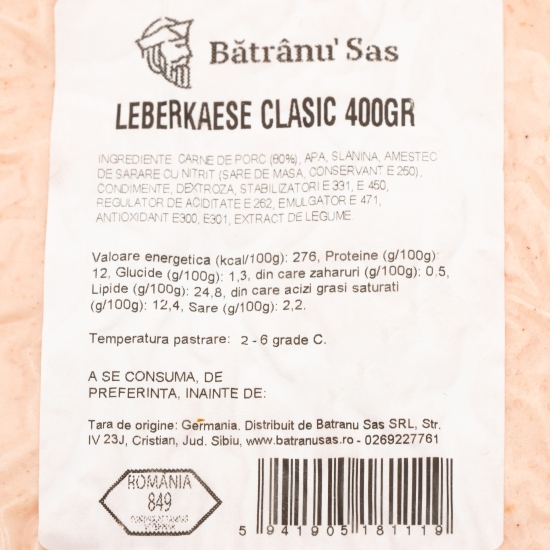 Bătrânu' Sas
LEBERKAESE CLASIC 400GR
INGREDIENTE: CARNE DE PORC (80%), APA, SLANINA, AMESTEC
DE SARARE CU NITRIT (SARE DE MASA, CONSERVANT E 250),
CONDIMENTE, DEXTROZA, STABILIZATORI E 331, E 450,
REGULATOR DE ACIDITATE E 262, EMULGATOR E 471,
ANTIOXIDANT E300, E301, EXTRACT DE LEGUME.
Valoare energetica (kcal/100g): 276, Proteine (g/100g):
12, Glucide (g/100g): 1,3, din care zaharuri (g/100g): 0,5,
Lipide (g/100g): 24,8, din care acizi grasi saturati
(g/100g): 12,4, Sare (g/100g): 2,2.
Temperatura pastrare: 2 - 6 grade C.
A SE CONSUMA, DE
PREFERINTA, INAINTE DE:
Tara de origine: Germania. Distribuit de Batranu Sas SRL, Str.
IV 23J, Cristian, Jud. Sibiu, www.batranusas.ro - 0269227761
ROMANIA
849
5 941905 181119